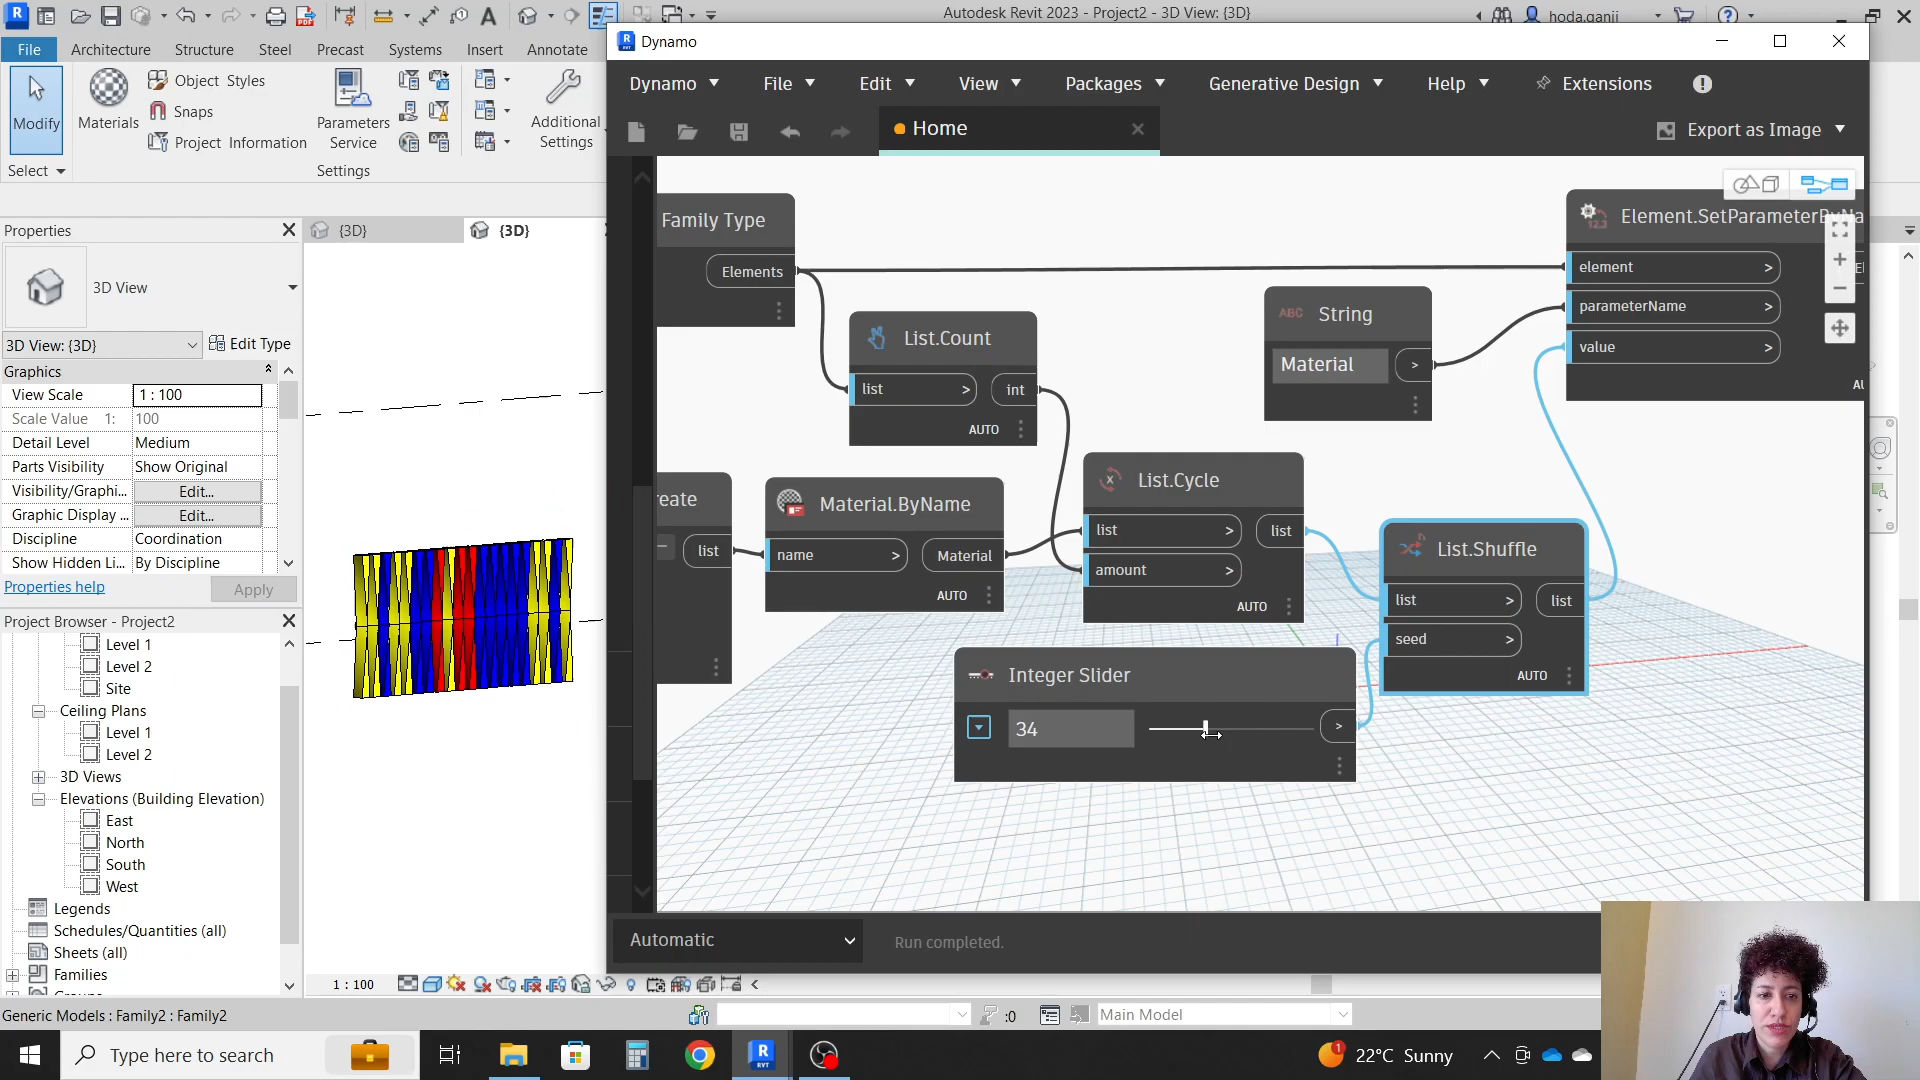 Autodesk Revit 2023 - Project2 - 3D View: {3D}
hoda.ganji
File
Architecture
Structure
Steel
Precast
Systems
Insert
Annotate
Modify
Materials
Object Styles
Snaps
Project Information
Parameters
Service
Additional
Settings
Select
Settings
Properties
3D View
3D View: {3D}
Edit Type
Graphics
View Scale
1 : 100
Scale Value 1:
100
Detail Level
Medium
Parts Visibility
Show Original
Visibility/Graphi...
Edit...
Graphic Display ...
Edit...
Discipline
Coordination
Show Hidden Li...
By Discipline
Properties help
Apply
Project Browser - Project2
Level 1
Level 2
Site
Ceiling Plans
Level 1
Level 2
3D Views
Elevations (Building Elevation)
East
North
South
West
Legends
Schedules/Quantities (all)
Sheets (all)
Families
{3D}
{3D}
Dynamo
Dynamo
File
Edit
View
Packages
Generative Design
Help
Extensions
Home
Export as Image
Family Type
Elements
List.Count
list >
int
AUTO
String
Material
>
Element.SetParameterByNa
element >
parameterName >
value >
reate
list
Material.ByName
name >
Material
AUTO
List.Cycle
list >
list
amount >
AUTO
List.Shuffle
list >
list
seed >
AUTO
Integer Slider
34
>
Automatic
Run completed.
1 : 100
Generic Models : Family2 : Family2
:0
Main Model
Type here to search
22°C Sunny